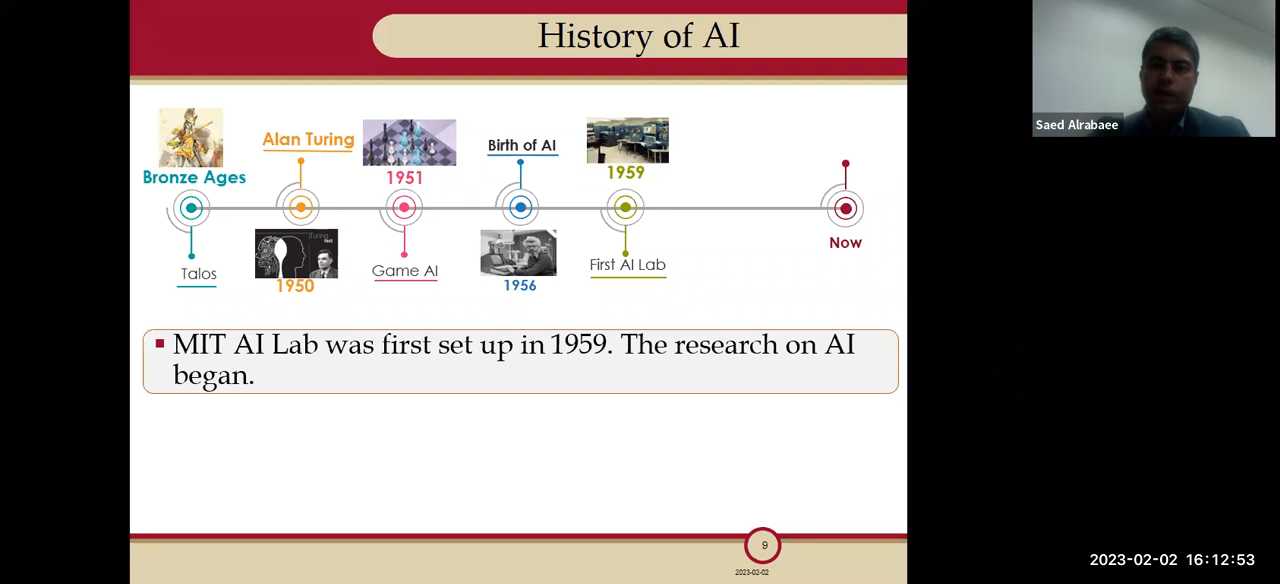 History of AI
Bronze Ages
Talos
Alan Turing
Turing
test
1950
1951
Game AI
Birth of AI
1956
1959
First AI Lab
Now
MIT AI Lab was first set up in 1959. The research on AI
began.
9
2023-02-02
Saed Alrabaee
2023-02-02 16:12:53